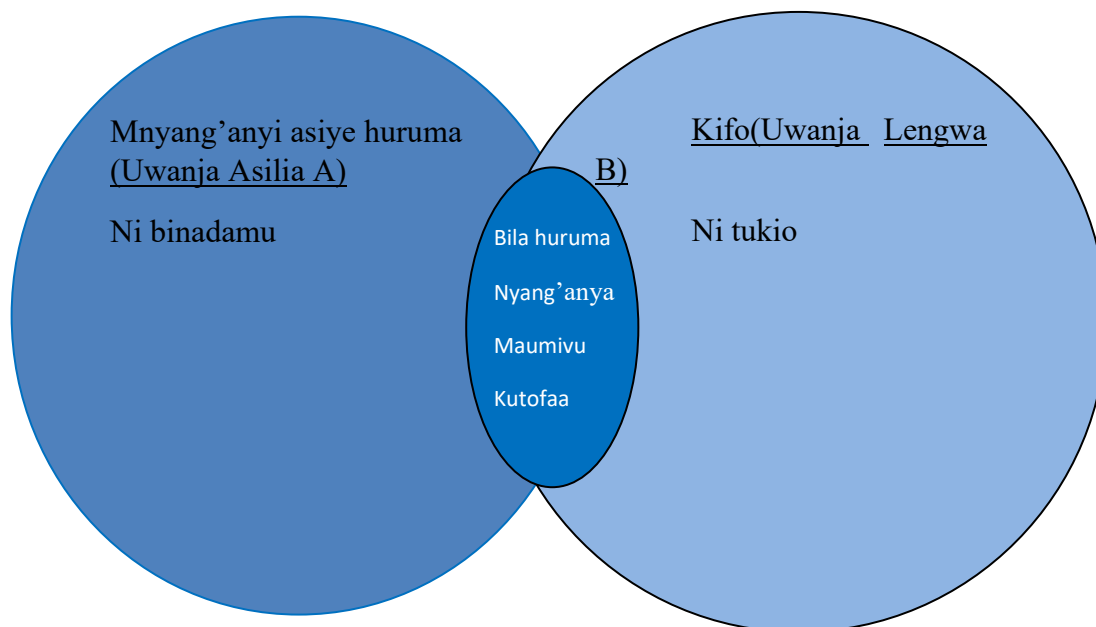 Mnyang’anyi asiye huruma
(Uwanja Asilia A)
Ni binadamu
Bila huruma
Nyang’anya
Maumivu
Kutofaa
Kifo(Uwanja Lengwa
B)
Ni tukio